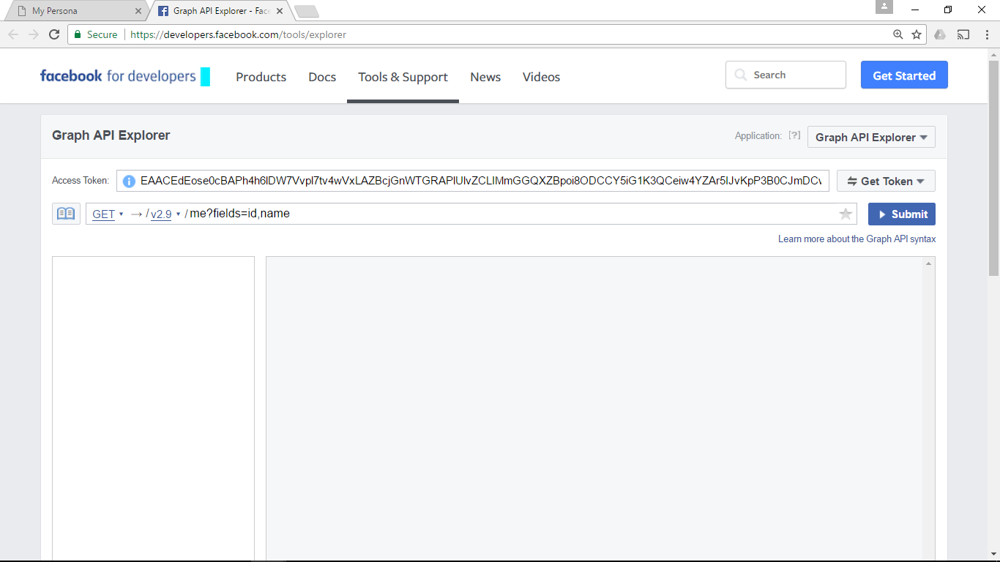 My Persona
Graph API Explorer - Face
Secure
https://developers.facebook.com/tools/explorer
facebook for developers
Products
Docs
Tools & Support
News
Videos
Search
Get Started
Graph API Explorer
Application: [?]
Graph API Explorer
Access Token:
Get Token
GET → / v2.9 / me?fields=id,name
Submit
Learn more about the Graph API syntax